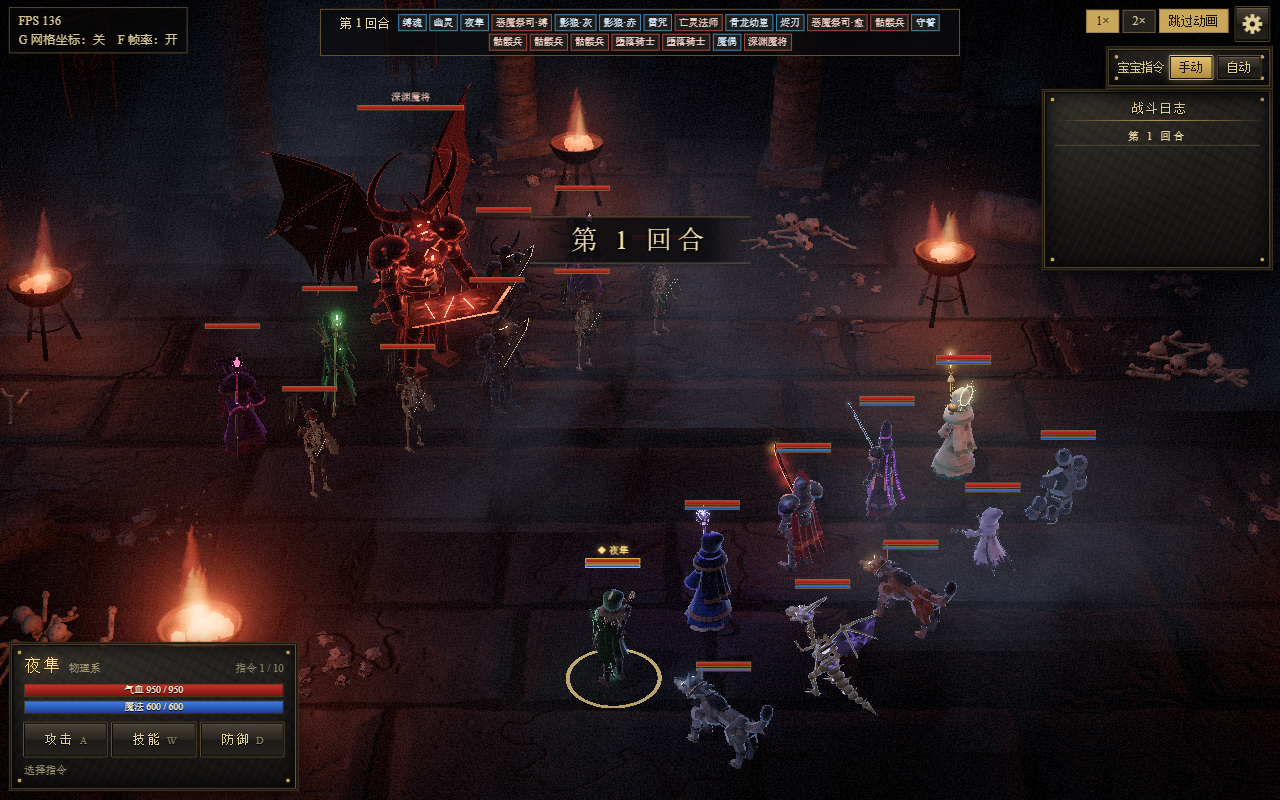 FPS 136
G 网格坐标：关 F 帧率：开
第 1 回合 缚魂 幽灵 夜隼 恶魔祭司·缚 影狼·灰 影狼·赤 雷咒 亡灵法师 骨龙幼崽 烬刃 恶魔祭司·愈 骷髅兵 守誓
骷髅兵 骷髅兵 骷髅兵 堕落骑士 堕落骑士 魔偶 深渊魔将
1× 2× 跳过动画
宝宝指令 手动 自动
战斗日志
第 1 回合
深渊魔将
第 1 回合
夜隼
夜隼 物理系 指令 1 / 10
气血 950 / 950
魔法 600 / 600
攻击 A 技能 W 防御 D
选择指令